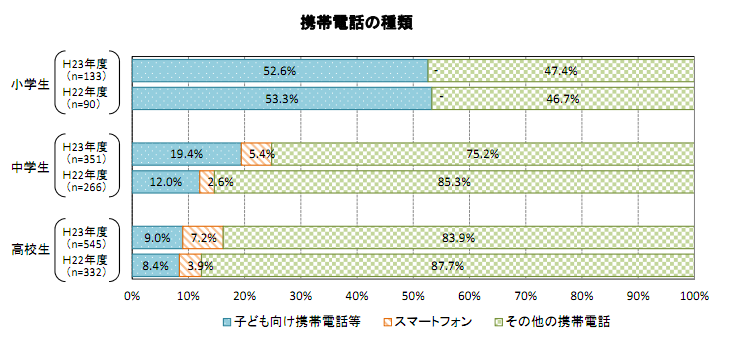 携帯電話の種類
小学生
H23年度
(n=133)
52.6%
-
47.4%
H22年度
(n=90)
53.3%
-
46.7%
中学生
H23年度
(n=351)
19.4%
5.4%
75.2%
H22年度
(n=266)
12.0%
2.6%
85.3%
高校生
H23年度
(n=545)
9.0%
7.2%
83.9%
H22年度
(n=332)
8.4%
3.9%
87.7%
0% 10% 20% 30% 40% 50% 60% 70% 80% 90% 100%
子ども向け携帯電話等 スマートフォン その他の携帯電話